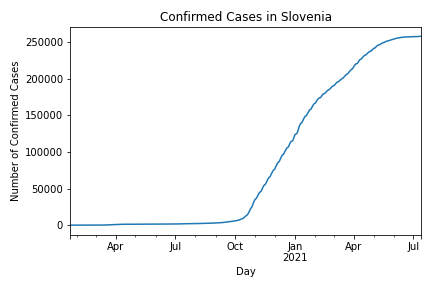 Confirmed Cases in Slovenia
Number of Confirmed Cases
250000
200000
150000
100000
50000
0
Apr Jul Oct Jan Apr Jul
2021
Day